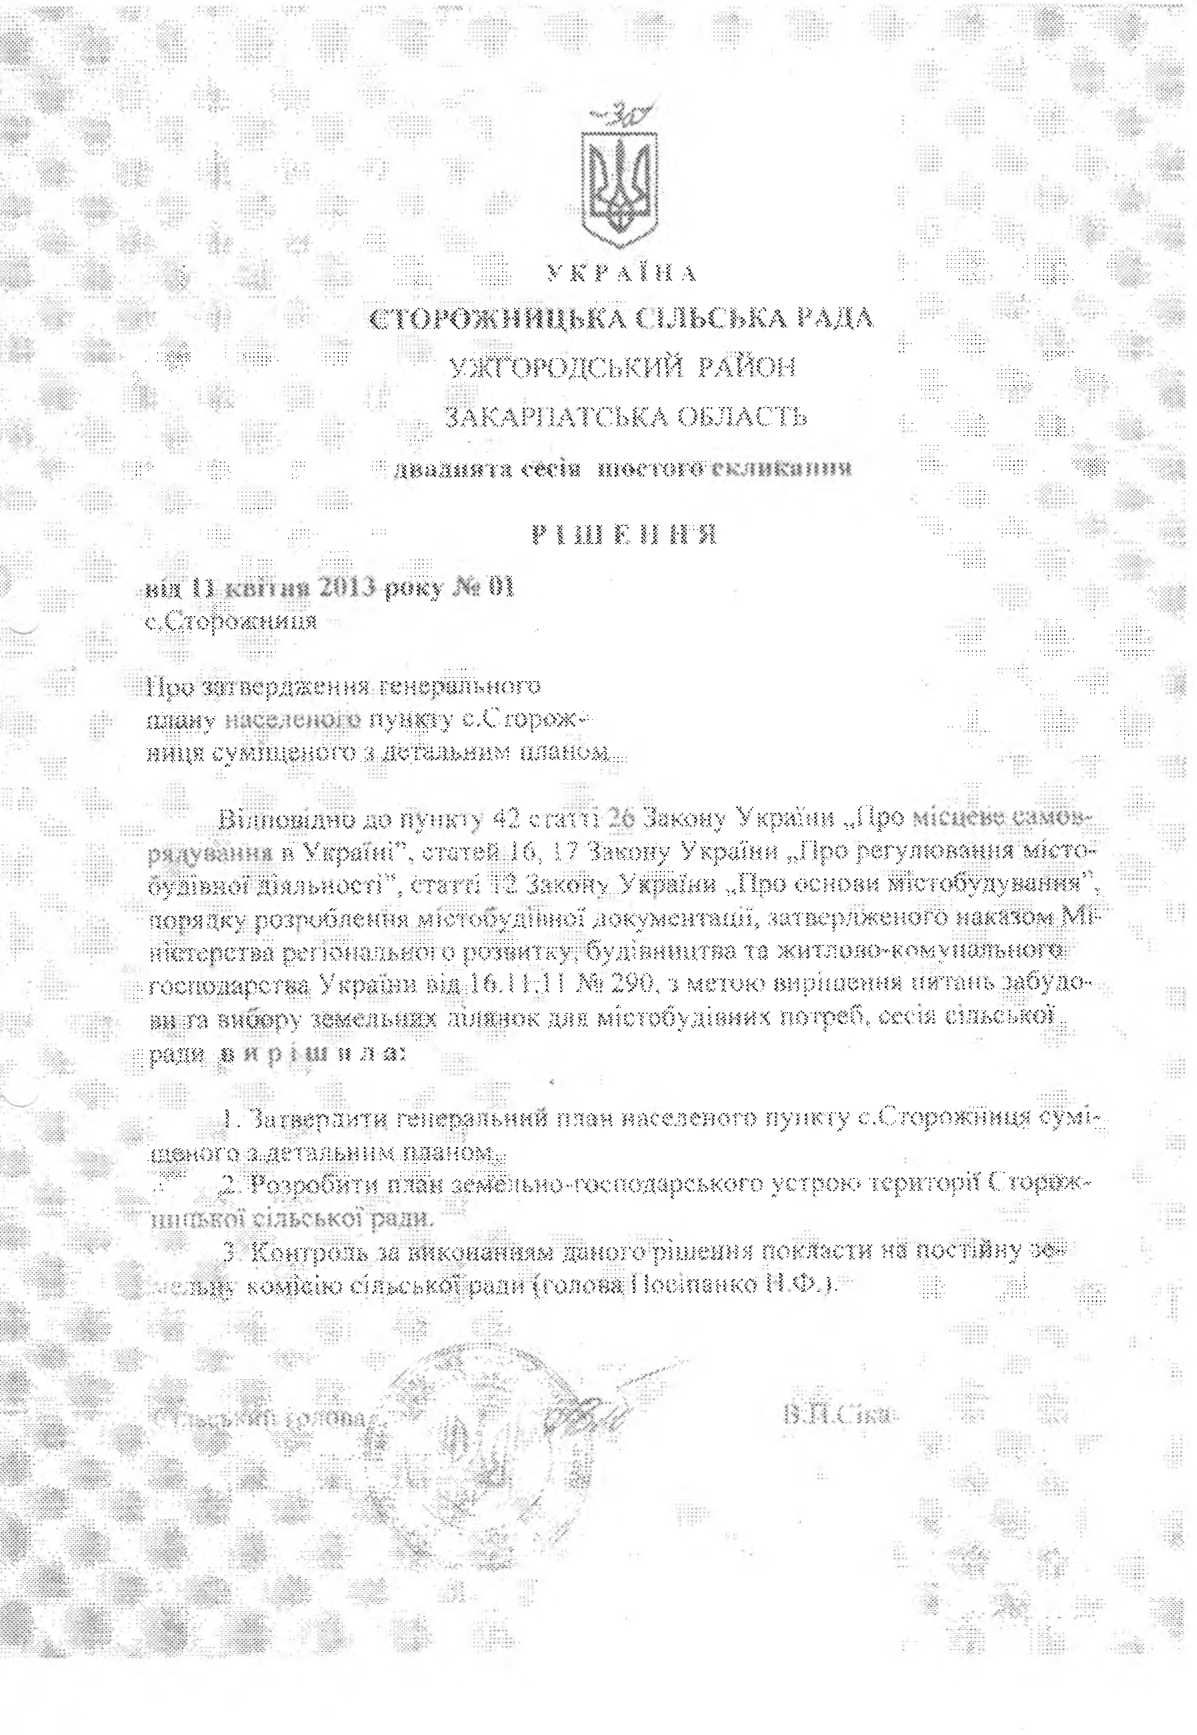 УКРАЇНА
СТОРОЖНИЦЬКА СІЛЬСЬКА РАДА
УЖГОРОДСЬКИЙ РАЙОН
ЗАКАРПАТСЬКА ОБЛАСТЬ
двадцята сесія шостого скликання
Р І Ш Е Н Н Я
від 11 квітня 2013 року № 01
с.Сторожниця
Про затвердження генерального
плану населеного пункту с.Сторож-
ниця суміщеного з детальним планом
Відповідно до пункту 42 статті 26 Закону України „Про місцеве самов-
рядування в Україні”, статей 16, 17 Закону України „Про регулювання місто-
будівної діяльності”, статті 12 Закону України „Про основи містобудування”,
порядку розроблення містобудівної документації, затвердженого наказом Мі-
ністерства регіонального розвитку, будівництва та житлово-комунального
господарства України від 16.11.11 № 290, з метою вирішення питань забудо-
ви та вибору земельних ділянок для містобудівних потреб, сесія сільської
ради в и р і ш и л а:
1. Затвердити генеральний план населеного пункту с.Сторожниця сумі-
щеного з детальним планом.
2. Розробити план земельно-господарського устрою території Сторож-
ницької сільської ради.
3. Контроль за виконанням даного рішення покласти на постійну зе-
мельну комісію сільської ради (голова Посіпанко Н.Ф.).
Сільський голова В.П.Сіка